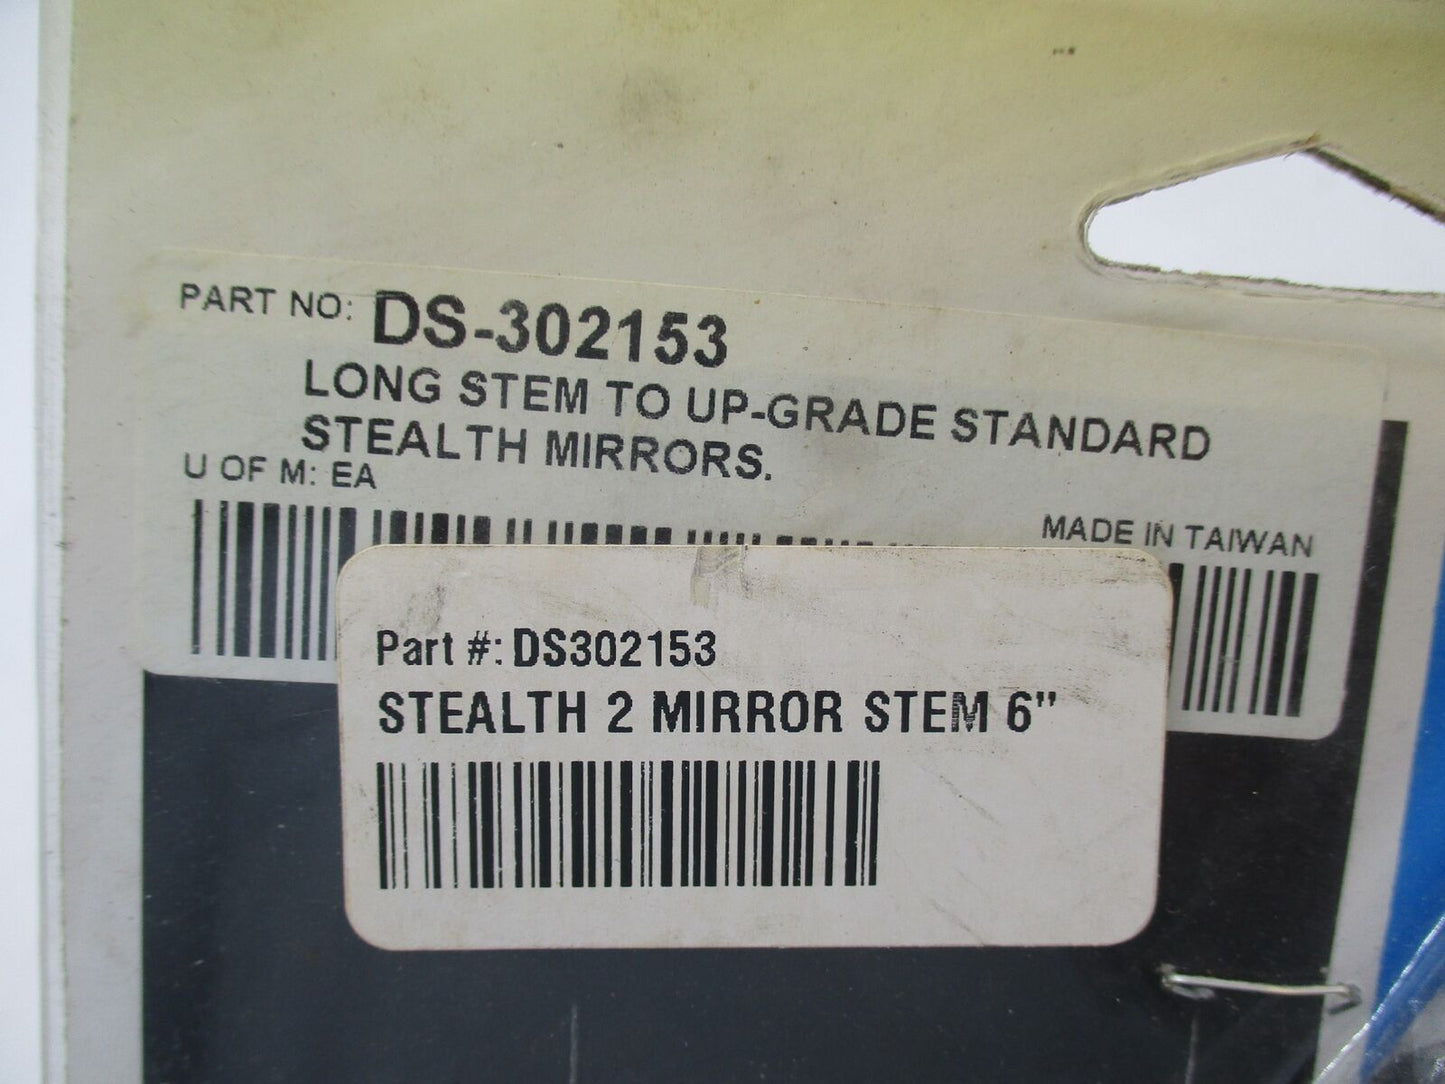 PART NO: DS-302153
LONG STEM TO UP-GRADE STANDARD
STEALTH MIRRORS.
U OF M: EA
MADE IN TAIWAN
Part #: DS302153
STEALTH 2 MIRROR STEM 6"